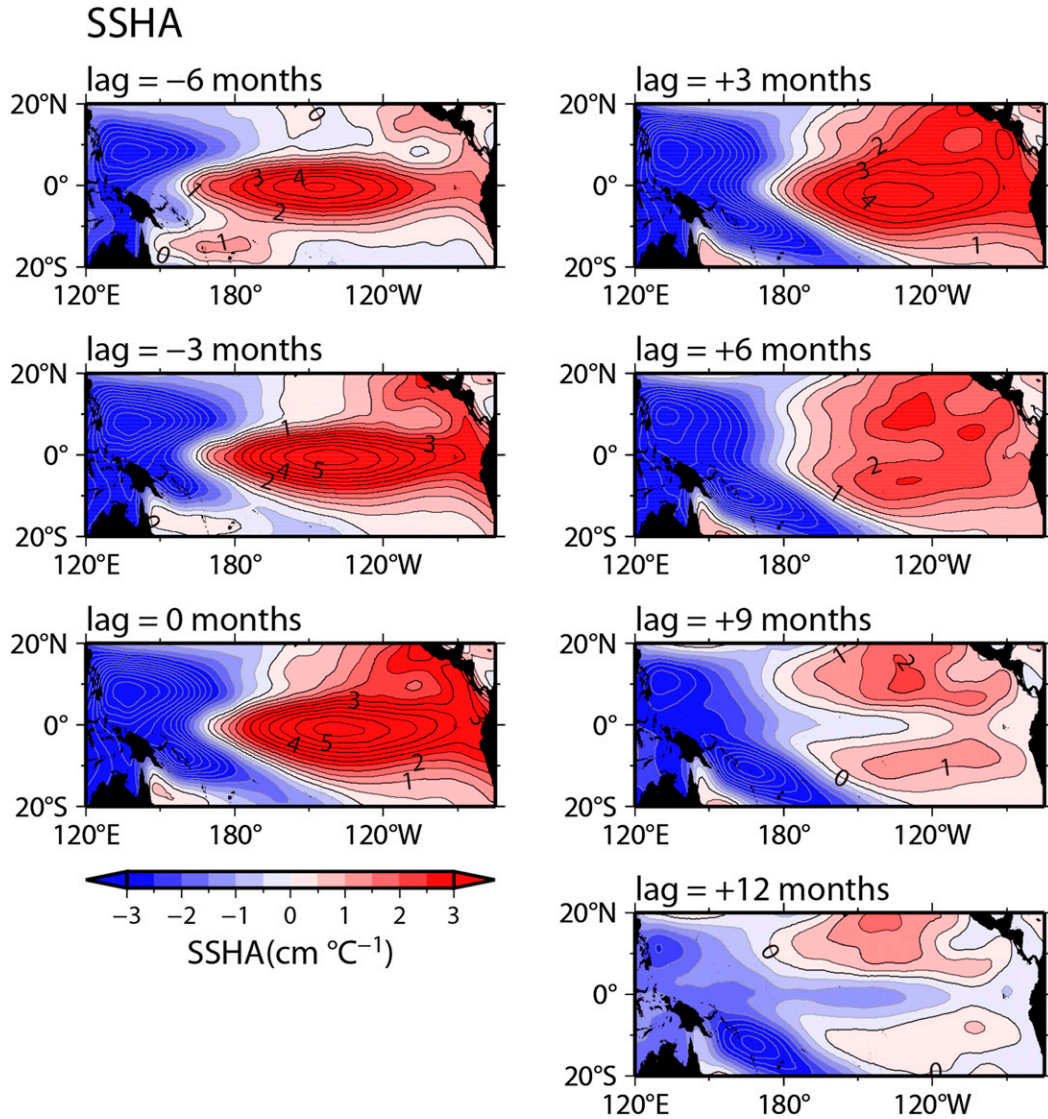 SSHA
lag = −6 months
20°N
0°
20°S
120°E 180° 120°W
0
3 4
2
1
0
lag = −3 months
20°N
0°
20°S
120°E 180° 120°W
1
3
2 4 5
0
lag = 0 months
20°N
0°
20°S
120°E 180° 120°W
3
4 5
2
1
−3 −2 −1 0 1 2 3
SSHA(cm °C⁻¹)
lag = +3 months
20°N
0°
20°S
120°E 180° 120°W
2
3
4
1
lag = +6 months
20°N
0°
20°S
120°E 180° 120°W
2
1
lag = +9 months
20°N
0°
20°S
120°E 180° 120°W
1 2
1
0
lag = +12 months
20°N
0°
20°S
120°E 180° 120°W
0
0